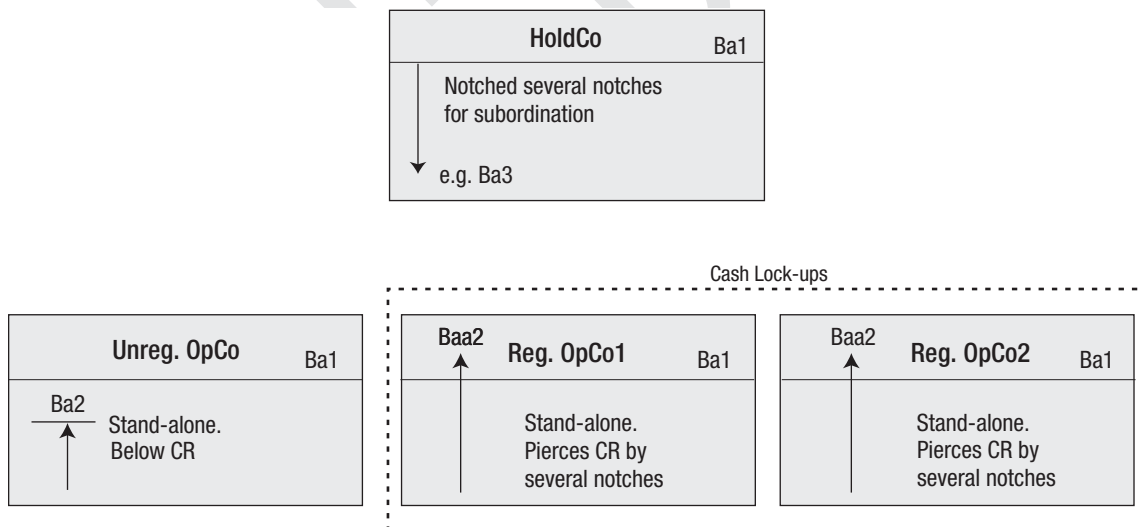 HoldCo
Ba1
Notched several notches
for subordination
e.g. Ba3
Cash Lock-ups
Unreg. OpCo
Ba1
Ba2
Stand-alone.
Below CR
Baa2
Reg. OpCo1
Ba1
Stand-alone.
Pierces CR by
several notches
Baa2
Reg. OpCo2
Ba1
Stand-alone.
Pierces CR by
several notches